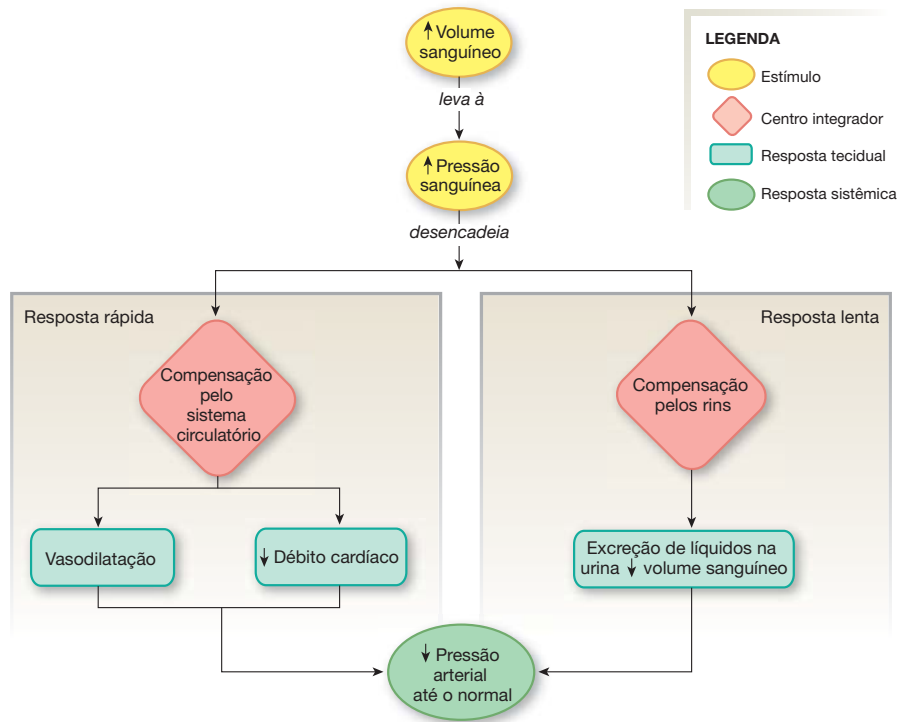 ↑ Volume
sanguíneo
leva à
↑ Pressão
sanguínea
desencadeia
LEGENDA
Estímulo
Centro integrador
Resposta tecidual
Resposta sistêmica
Resposta rápida
Compensação
pelo
sistema
circulatório
Vasodilatação
↓ Débito cardíaco
Resposta lenta
Compensação
pelos rins
Excreção de líquidos na
urina ↓ volume sanguíneo
↓ Pressão
arterial
até o normal